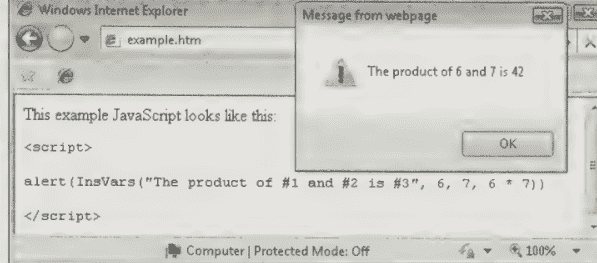 Windows Internet Explorer
example.htm
Message from webpage
The product of 6 and 7 is 42
OK
This example JavaScript looks like this:
<script>
alert(InsVars("The product of #1 and #2 is #3", 6, 7, 6 * 7))
</script>
Computer | Protected Mode: Off
100%